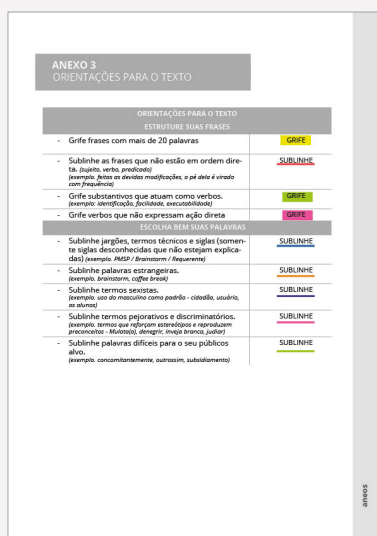 ANEXO 3
ORIENTAÇÕES PARA O TEXTO
ORIENTAÇÕES PARA O TEXTO
ESTRUTURE SUAS FRASES
- Grife frases com mais de 20 palavras GRIFE
- Sublinhe as frases que não estão em ordem dire- SUBLINHE
ta. (sujeito, verbo, predicado)
(exemplo. feitas as devidas modificações, o pé dela é virado
com frequência)
- Grife substantivos que atuam como verbos. GRIFE
(exemplo: identificação, facilidade, executabilidade)
- Grife verbos que não expressam ação direta GRIFE
ESCOLHA BEM SUAS PALAVRAS
- Sublinhe jargões, termos técnicos e siglas (somen- SUBLINHE
te siglas desconhecidas que não estejam explica-
das) (exemplo. PMSP / Brainstorm / Requerente)
- Sublinhe palavras estrangeiras. SUBLINHE
(exemplo. brainstorm, coffee break)
- Sublinhe termos sexistas. SUBLINHE
(exemplo. uso do masculino como padrão - cidadão, usuário,
os alunos)
- Sublinhe termos pejorativos e discriminatórios. SUBLINHE
(exemplo. termos que reforçam estereótipos e reproduzem
preconceitos - Mulata(o), denegrir, inveja branca, judiar)
- Sublinhe palavras difíceis para o seu públicos SUBLINHE
alvo.
(exemplo. concomitantemente, outrossim, subsidiamento)
aneos